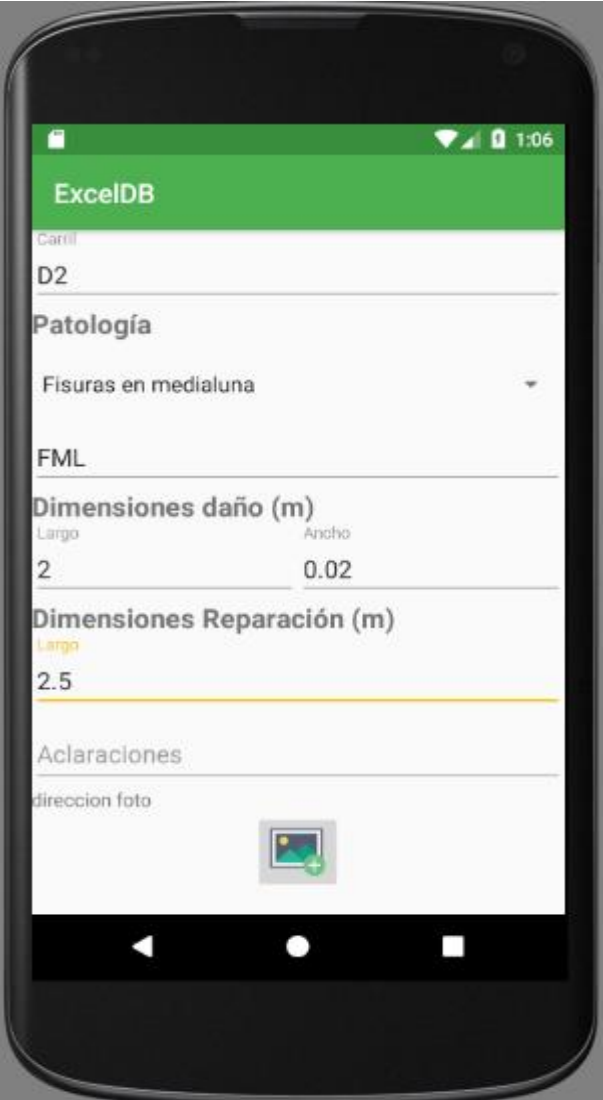 1:06
ExcelDB
Carril
D2
Patología
Fisuras en medialuna
FML
Dimensiones daño (m)
Largo Ancho
2 0.02
Dimensiones Reparación (m)
Largo
2.5
Aclaraciones
direccion foto